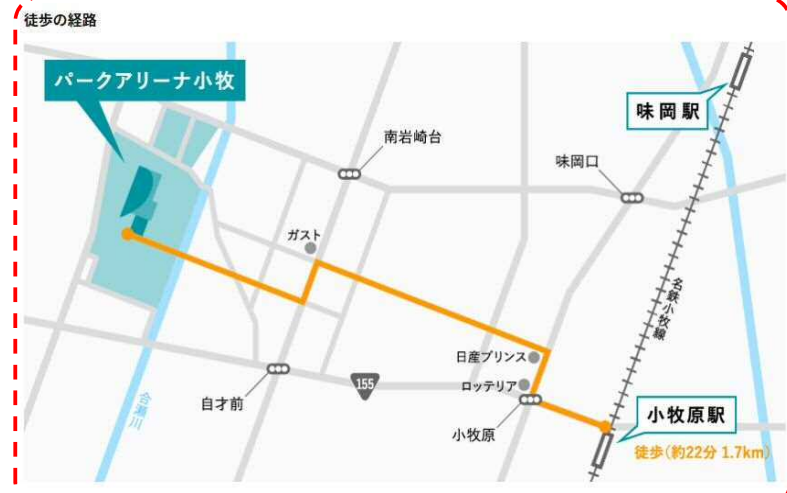 徒歩の経路
パークアリーナ小牧
味岡駅
南岩崎台
味岡口
ガスト
名鉄小牧線
日産プリンス
155
ロッテリア
自才前
合瀬川
小牧原
小牧原駅
徒歩(約22分 1.7km)